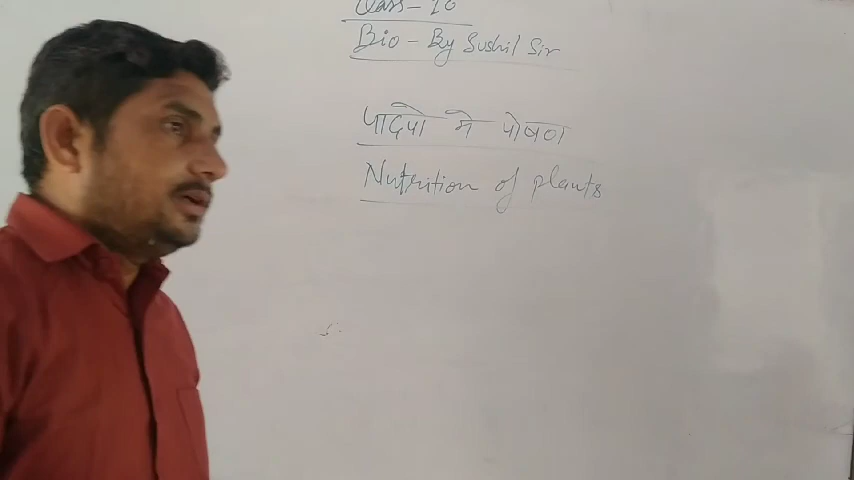 Class - 10
Bio - By Sushil Sir
पादपो मे पोषण
Nutrition of plants